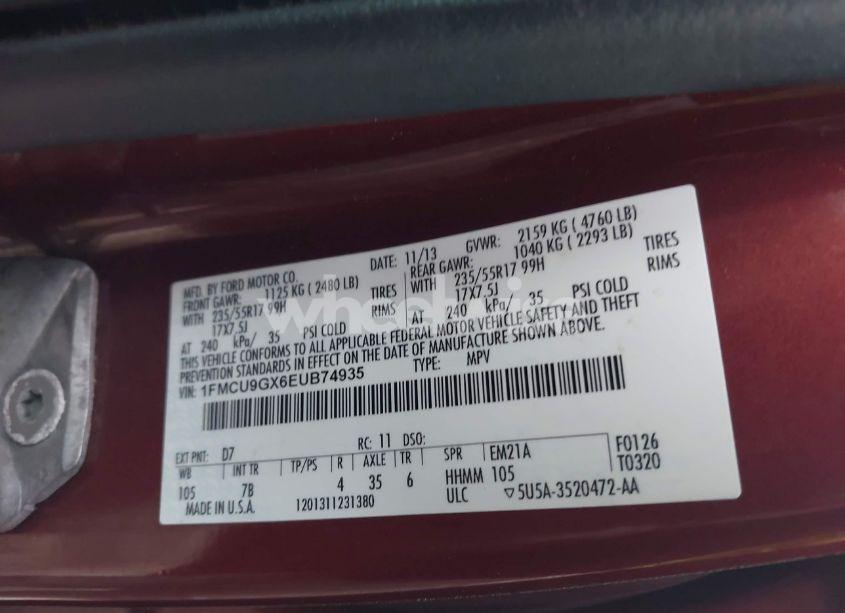 MFD. BY FORD MOTOR CO. DATE: 11/13 GVWR: 2159 KG ( 4760 LB)
FRONT GAWR: 1125 KG ( 2480 LB) REAR GAWR: 1040 KG ( 2293 LB)
WITH 235/55R17 99H TIRES WITH 235/55R17 99H TIRES
17X7.5J RIMS 17X7.5J RIMS
AT 240 kPa/ 35 PSI COLD AT 240 kPa/ 35 PSI COLD
THIS VEHICLE CONFORMS TO ALL APPLICABLE FEDERAL MOTOR VEHICLE SAFETY AND THEFT
PREVENTION STANDARDS IN EFFECT ON THE DATE OF MANUFACTURE SHOWN ABOVE.
VIN: 1FMCU9GX6EUB74935 TYPE: MPV
EXT PNT: D7 RC: 11 DSO: F0126
WB INT TR TP/PS R AXLE TR SPR EM21A T0320
105 7B 4 35 6 HHMM 105
MADE IN U.S.A. 1201311231380 ULC ▽5U5A-3520472-AA